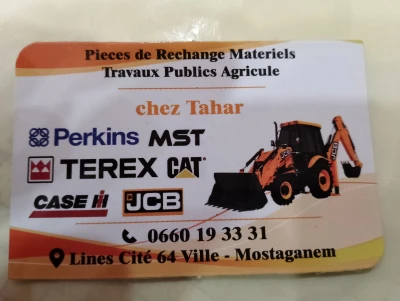 Pieces de Rechange Materiels
Travaux Publics Agricule
chez Tahar
Perkins MST
TEREX CAT
CASE IH JCB
0660 19 33 31
Lines Cité 64 Ville - Mostaganem